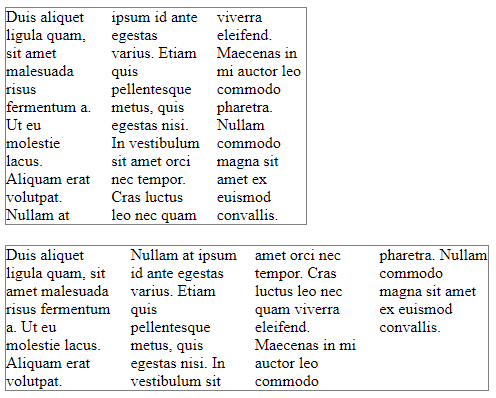 Duis aliquet
ligula quam,
sit amet
malesuada
risus
fermentum a.
Ut eu
molestie
lacus.
Aliquam erat
volutpat.
Nullam at
ipsum id ante
egestas
varius. Etiam
quis
pellentesque
metus, quis
egestas nisi.
In vestibulum
sit amet orci
nec tempor.
Cras luctus
leo nec quam
viverra
eleifend.
Maecenas in
mi auctor leo
commodo
pharetra.
Nullam
commodo
magna sit
amet ex
euismod
convallis.
Duis aliquet
ligula quam, sit
amet malesuada
risus fermentum
a. Ut eu
molestie lacus.
Aliquam erat
volutpat.
Nullam at ipsum
id ante egestas
varius. Etiam
quis
pellentesque
metus, quis
egestas nisi. In
vestibulum sit
amet orci nec
tempor. Cras
luctus leo nec
quam viverra
eleifend.
Maecenas in mi
auctor leo
commodo
pharetra. Nullam
commodo
magna sit amet
ex euismod
convallis.